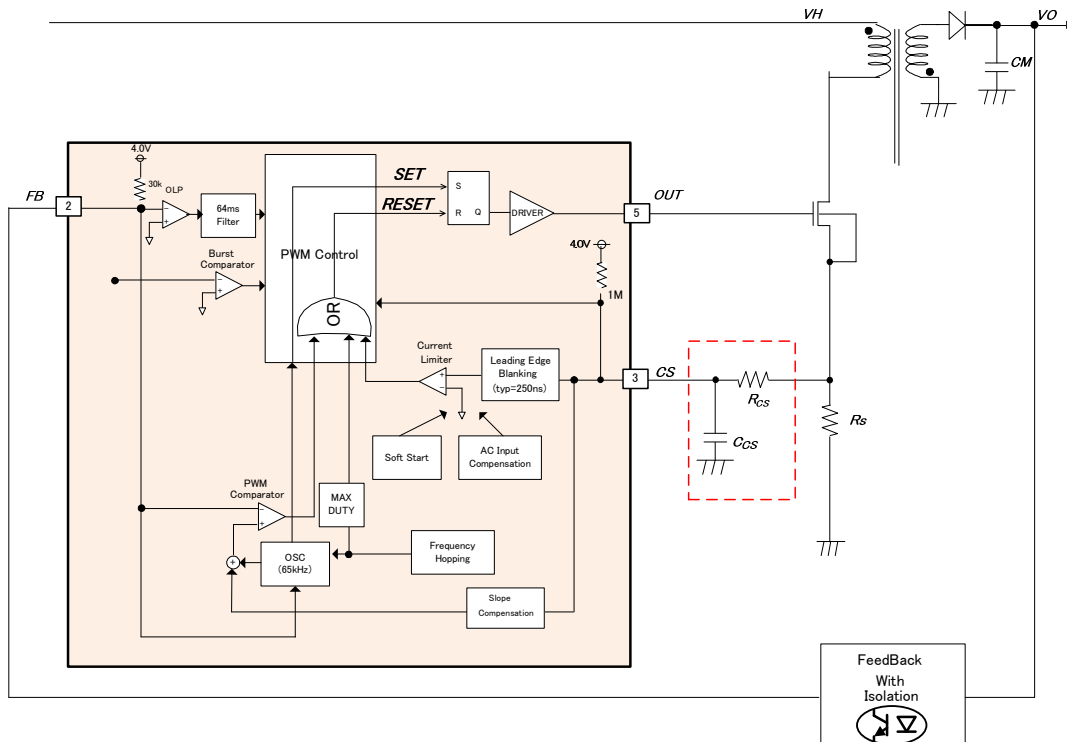 VH
VO
CM
4.0V
30k
OLP
FB
2
64ms
Filter
SET
RESET
S
R Q
DRIVER
5
OUT
Burst
Comparator
PWM Control
OR
4.0V
1M
Current
Limiter
Leading Edge
Blanking
(typ=250ns)
3
CS
RCS
CCS
Rs
Soft Start
AC Input
Compensation
PWM
Comparator
MAX
DUTY
OSC
(65kHz)
Frequency
Hopping
Slope
Compensation
FeedBack
With
Isolation